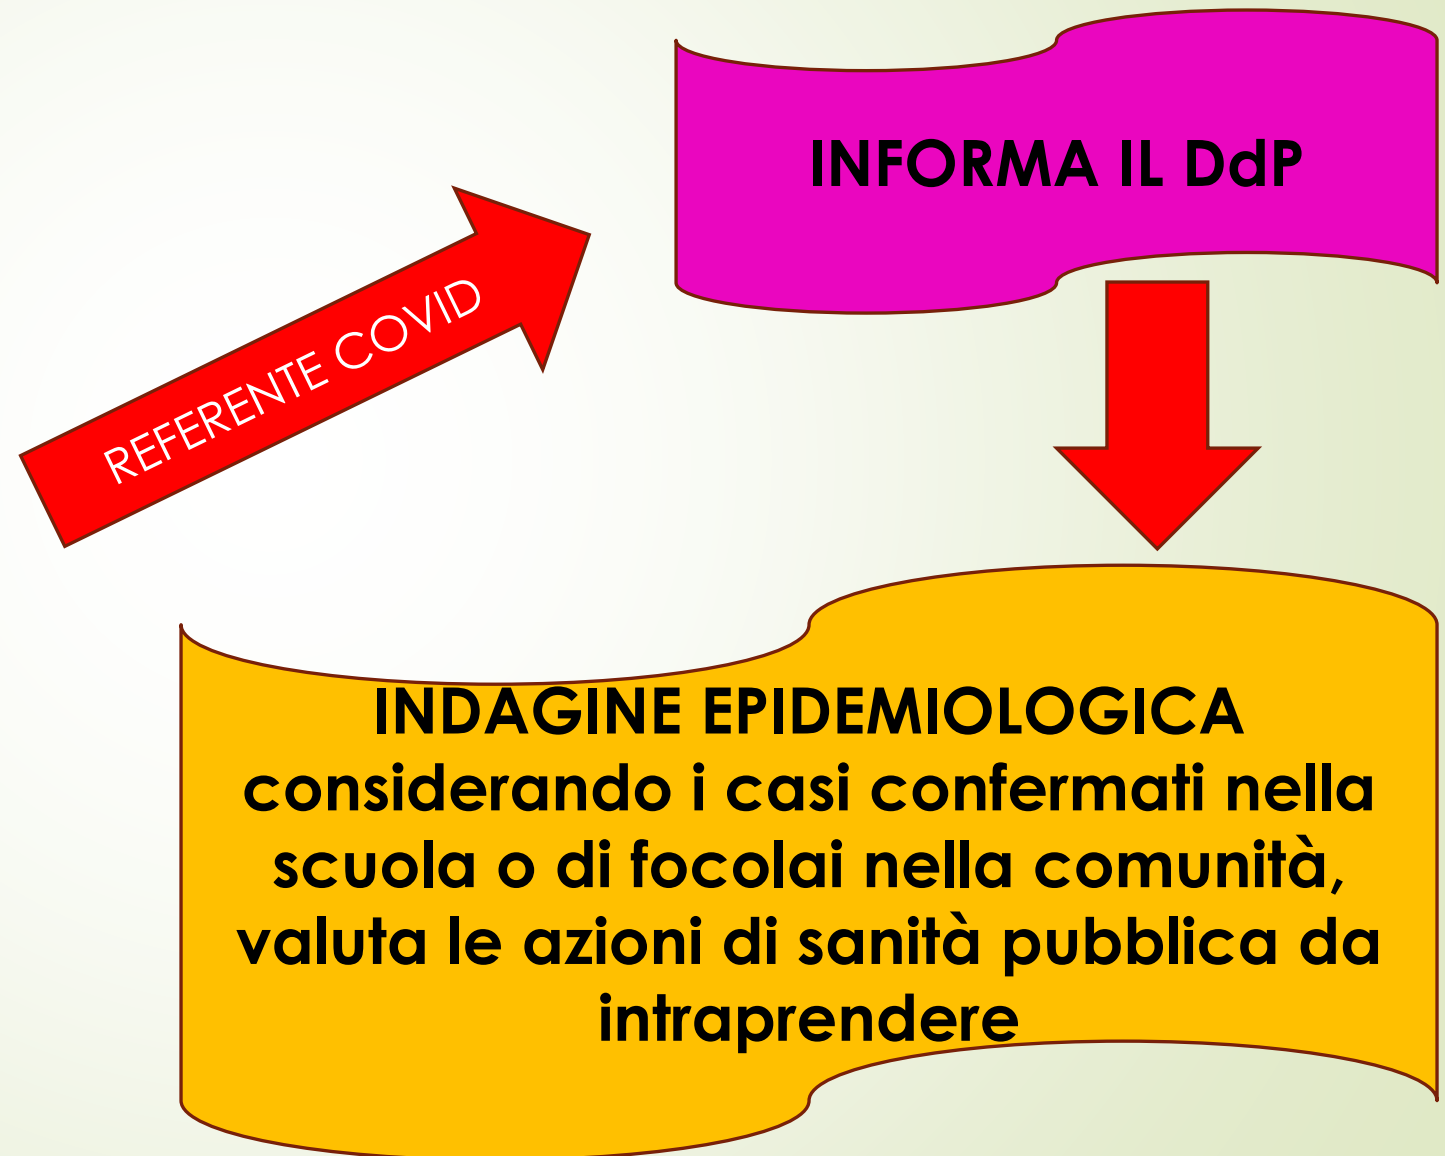 INFORMA IL DdP
REFERENTE COVID
INDAGINE EPIDEMIOLOGICA
considerando i casi confermati nella
scuola o di focolai nella comunità,
valuta le azioni di sanità pubblica da
intraprendere